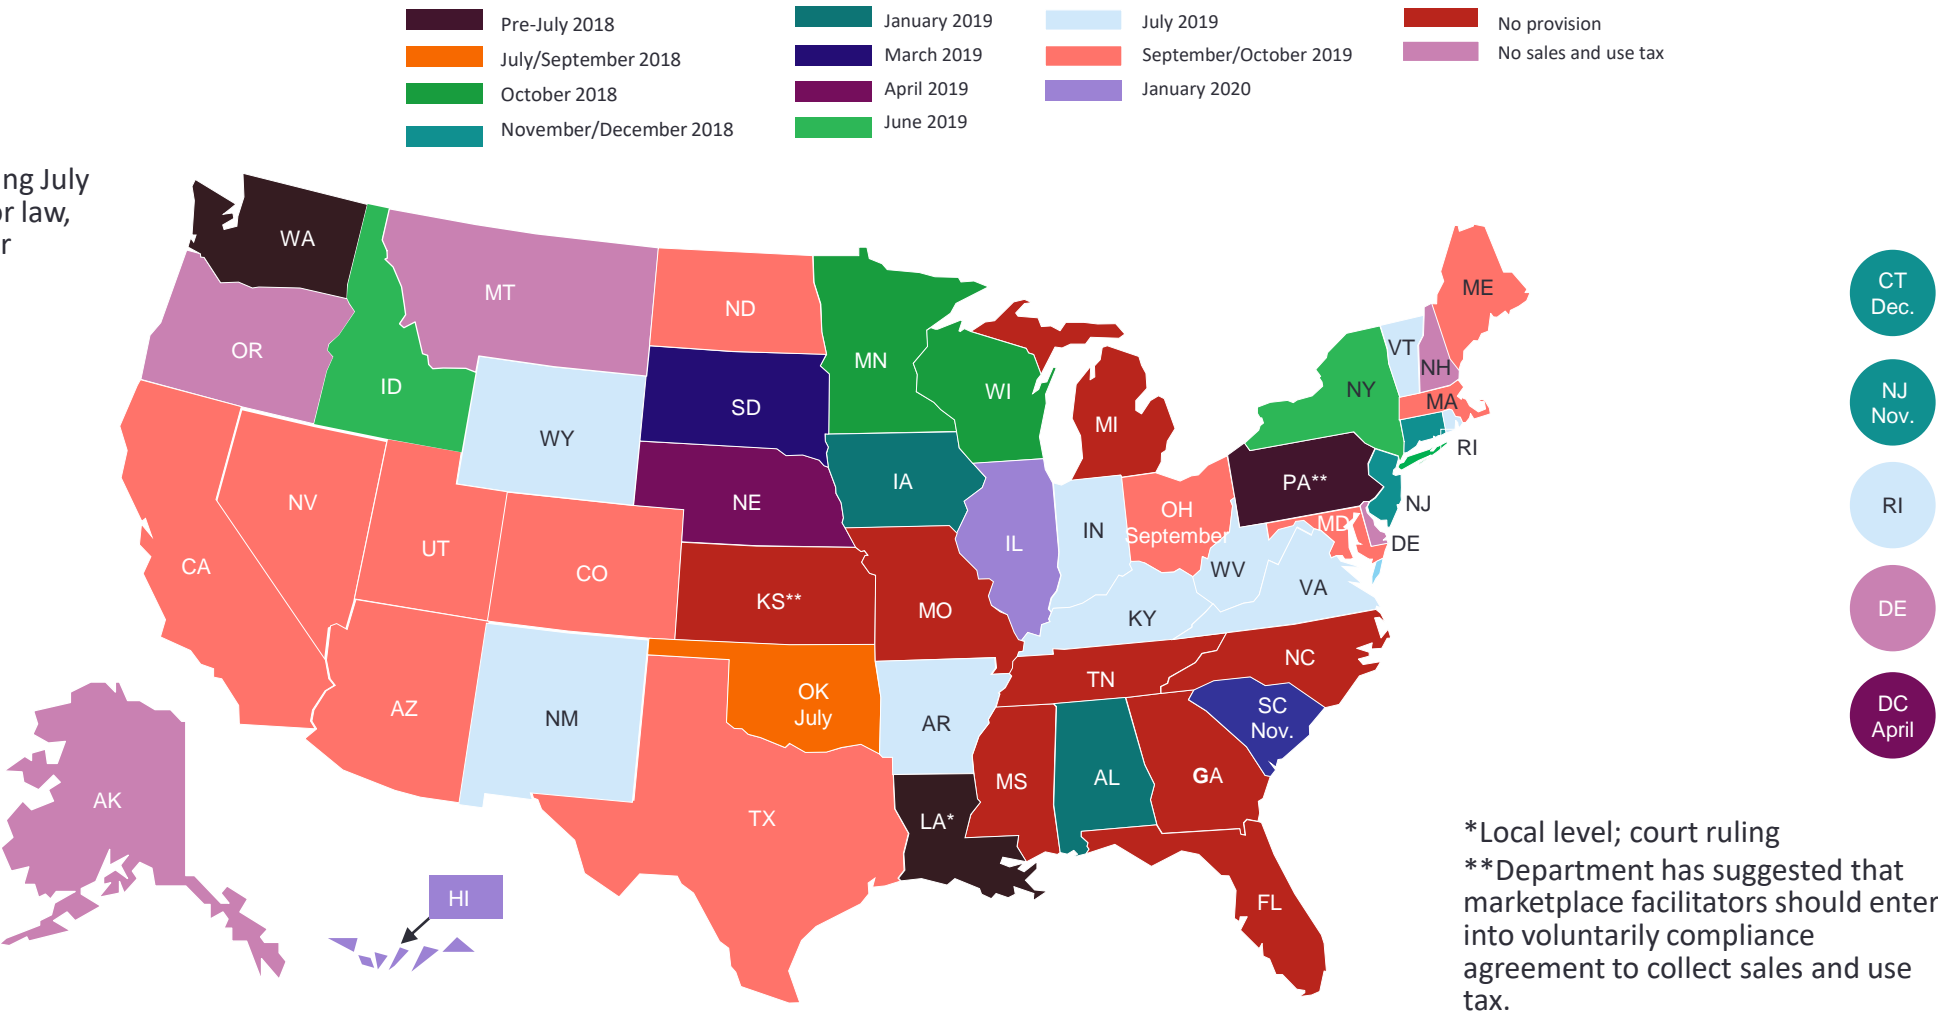 Pre-July 2018
July/September 2018
October 2018
November/December 2018
January 2019
March 2019
April 2019
June 2019
July 2019
September/October 2019
January 2020
No provision
No sales and use tax
ng July
or law,
r
WA
OR
ID
MT
ND
MN
WI
MI
SD
WY
NE
IA
IL
IN
OH
September
PA**
NY
VT
NH
ME
MA
RI
NJ
DE
MD
WV
VA
KY
NV
UT
CO
CA
KS**
MO
AZ
NM
OK
July
AR
TN
NC
SC
Nov.
TX
LA*
MS
AL
GA
FL
AK
HI
CT
Dec.
NJ
Nov.
RI
DE
DC
April
*Local level; court ruling
**Department has suggested that
marketplace facilitators should enter
into voluntarily compliance
agreement to collect sales and use
tax.